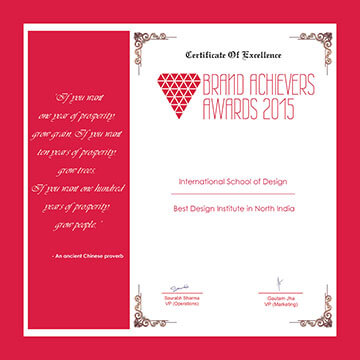 "If you want
one year of prosperity,
grow grain. If you want
ten years of prosperity,
grow trees.
If you want one hundred
years of prosperity,
grow people."
- An ancient Chinese proverb
Certificate Of Excellence
BRAND ACHIEVERS
AWARDS 2015
International School of Design
Best Design Institute in North India
Saurabh Sharma
VP (Operations)
Gautam Jha
VP (Marketing)